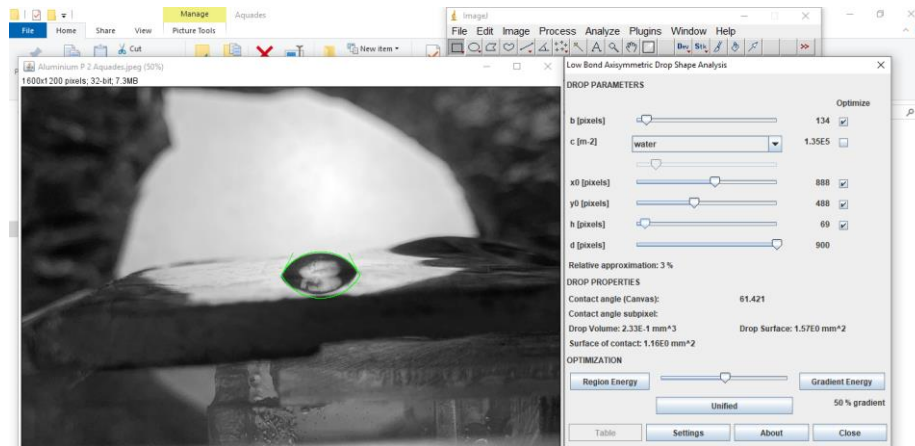 Manage Aquades
File Home Share View Picture Tools
Cut
New item
ImageJ
File Edit Image Process Analyze Plugins Window Help
Dev Stk
Aluminium P 2 Aquades.jpeg (50%)
1600x1200 pixels; 32-bit; 7.3MB
Low Bond Axisymmetric Drop Shape Analysis
DROP PARAMETERS
Optimize
b [pixels] 134
c [m-2] water 1.35E5
x0 [pixels] 888
y0 [pixels] 488
h [pixels] 69
d [pixels] 900
Relative approximation: 3 %
DROP PROPERTIES
Contact angle (Canvas): 61.421
Contact angle subpixel:
Drop Volume: 2.33E-1 mm^3 Drop Surface: 1.57E0 mm^2
Surface of contact: 1.16E0 mm^2
OPTIMIZATION
Region Energy Gradient Energy
Unified 50 % gradient
Table Settings About Close